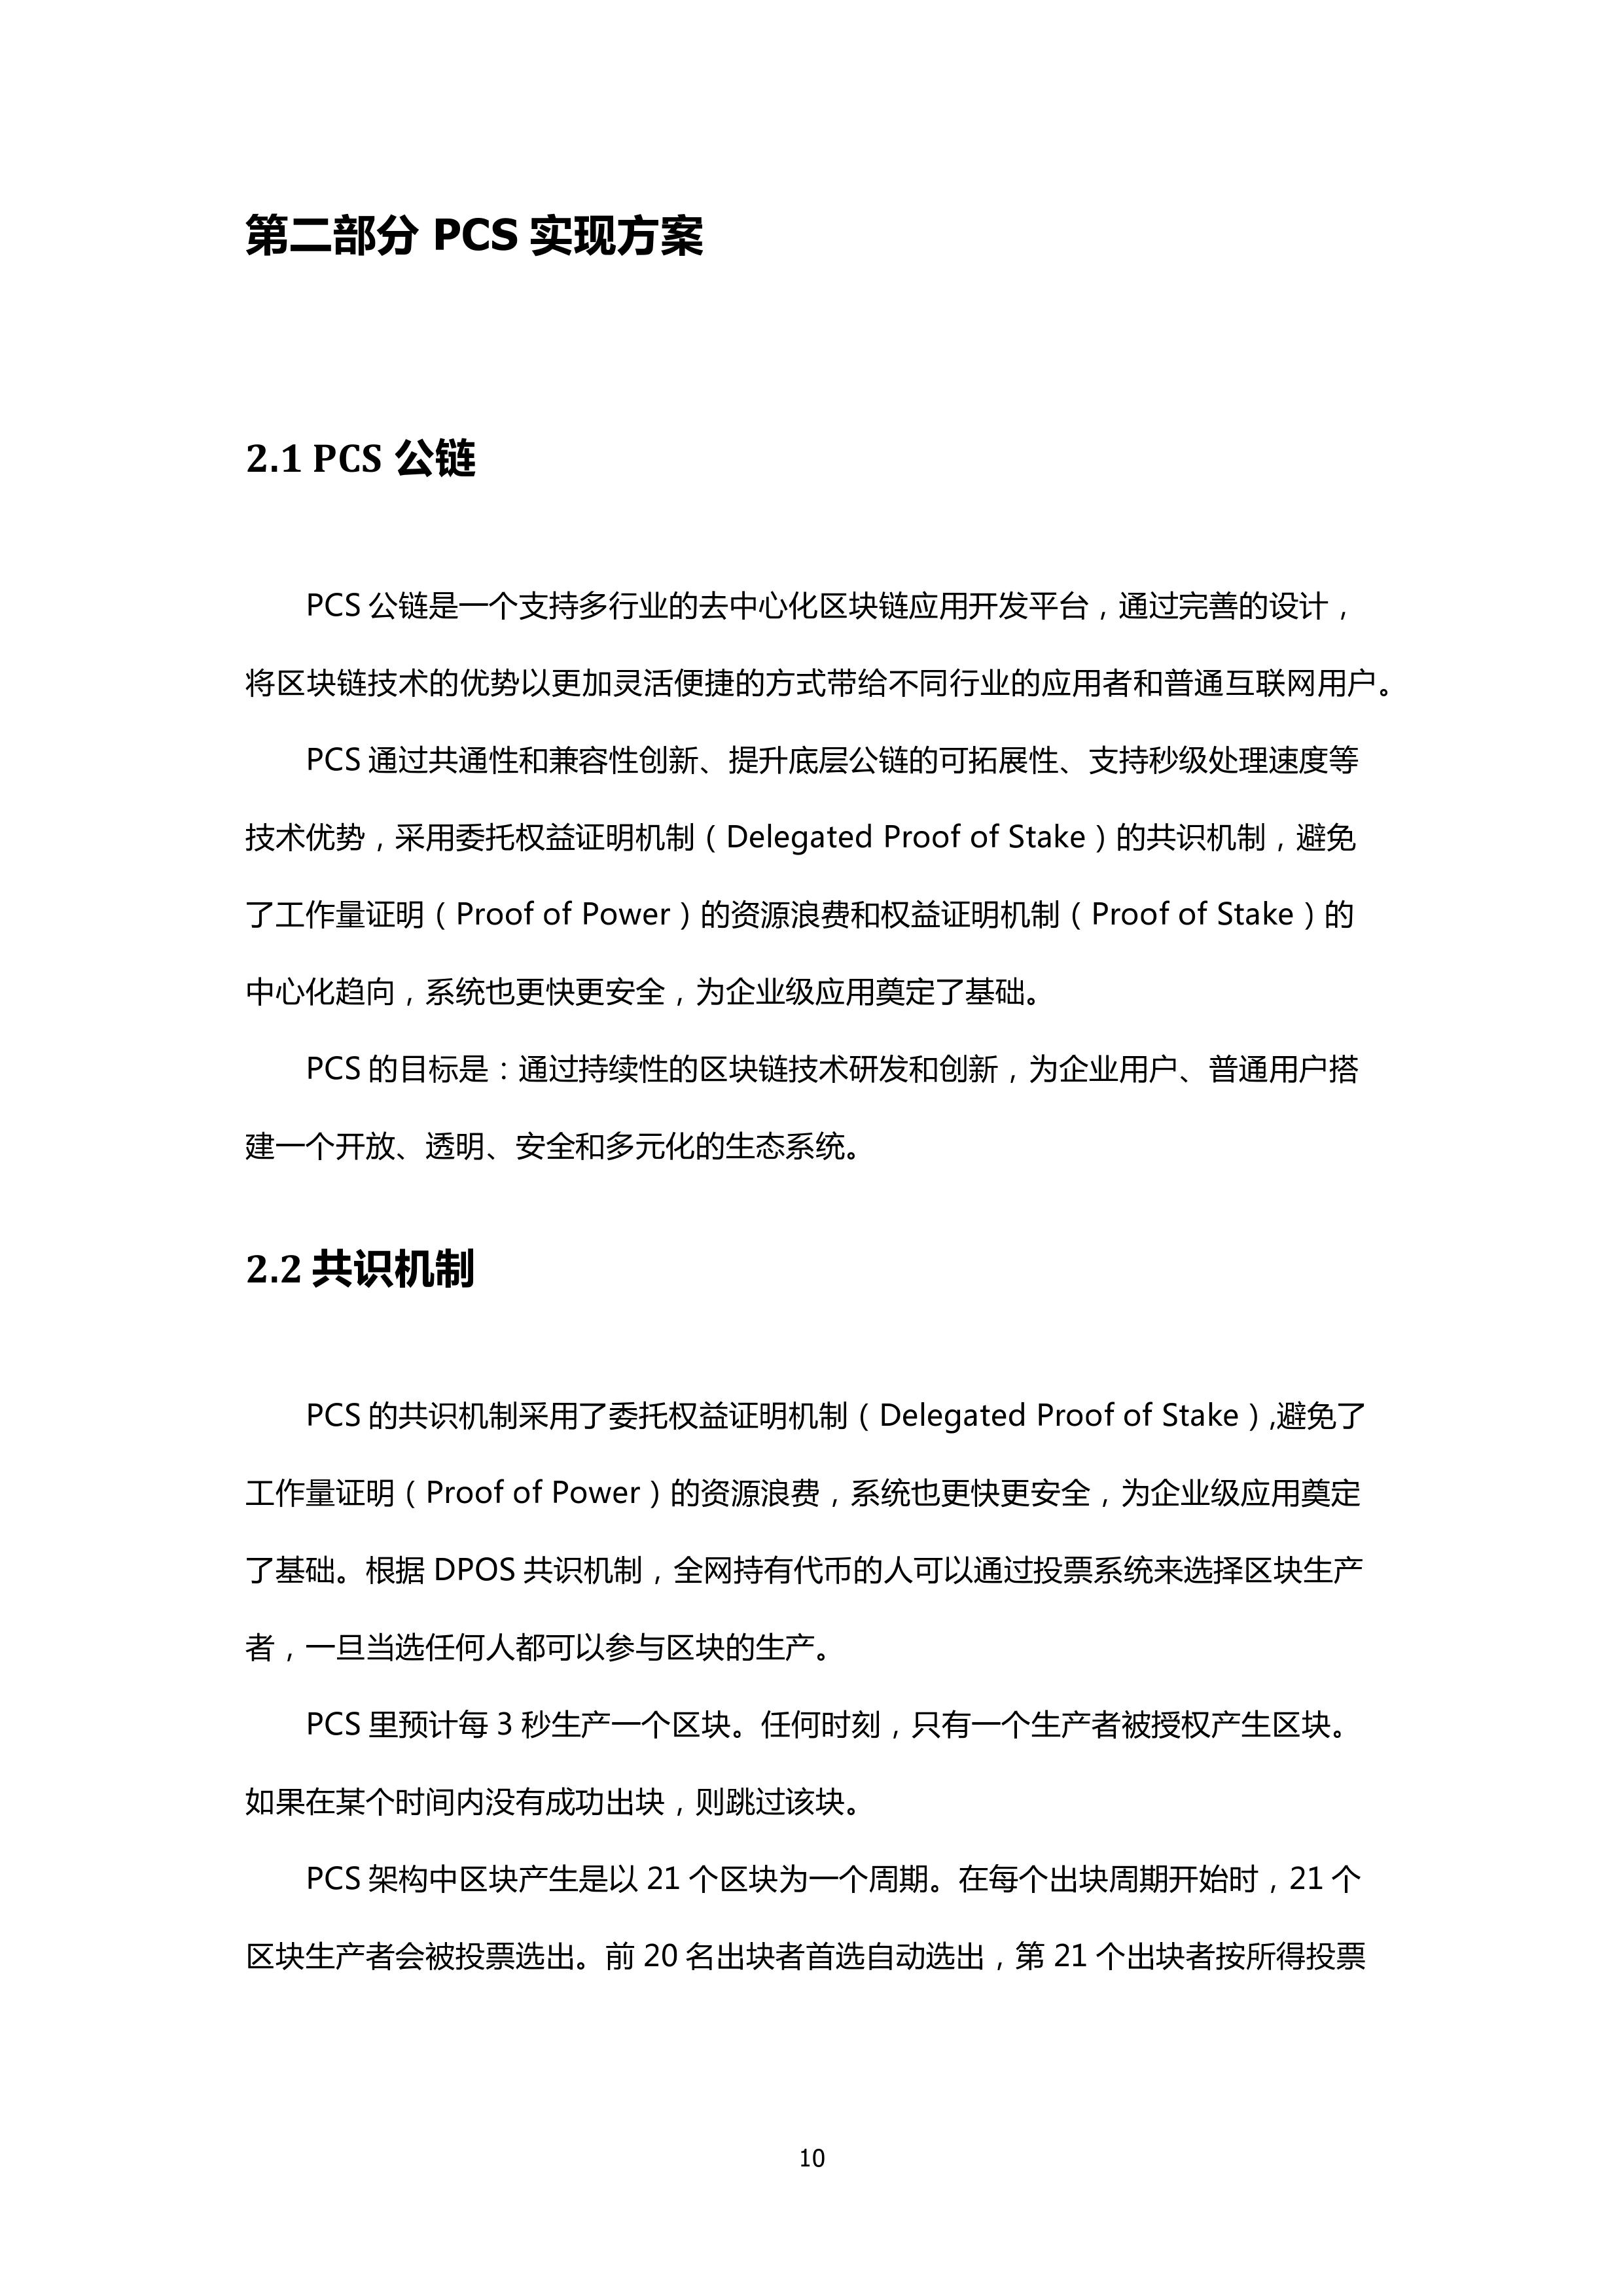 第二部分 PCS 实现方案
2.1 PCS 公链
PCS 公链是一个支持多行业的去中心化区块链应用开发平台，通过完善的设计，
将区块链技术的优势以更加灵活便捷的方式带给不同行业的应用者和普通互联网用户。
PCS 通过共通性和兼容性创新、提升底层公链的可拓展性、支持秒级处理速度等
技术优势，采用委托权益证明机制（Delegated Proof of Stake）的共识机制，避免
了工作量证明（Proof of Power）的资源浪费和权益证明机制（Proof of Stake）的
中心化趋向，系统也更快更安全，为企业级应用奠定了基础。
PCS 的目标是：通过持续性的区块链技术研发和创新，为企业用户、普通用户搭
建一个开放、透明、安全和多元化的生态系统。
2.2 共识机制
PCS 的共识机制采用了委托权益证明机制（Delegated Proof of Stake）,避免了
工作量证明（Proof of Power）的资源浪费，系统也更快更安全，为企业级应用奠定
了基础。根据 DPOS 共识机制，全网持有代币的人可以通过投票系统来选择区块生产
者，一旦当选任何人都可以参与区块的生产。
PCS 里预计每 3 秒生产一个区块。任何时刻，只有一个生产者被授权产生区块。
如果在某个时间内没有成功出块，则跳过该块。
PCS 架构中区块产生是以 21 个区块为一个周期。在每个出块周期开始时，21 个
区块生产者会被投票选出。前 20 名出块者首选自动选出，第 21 个出块者按所得投票
10